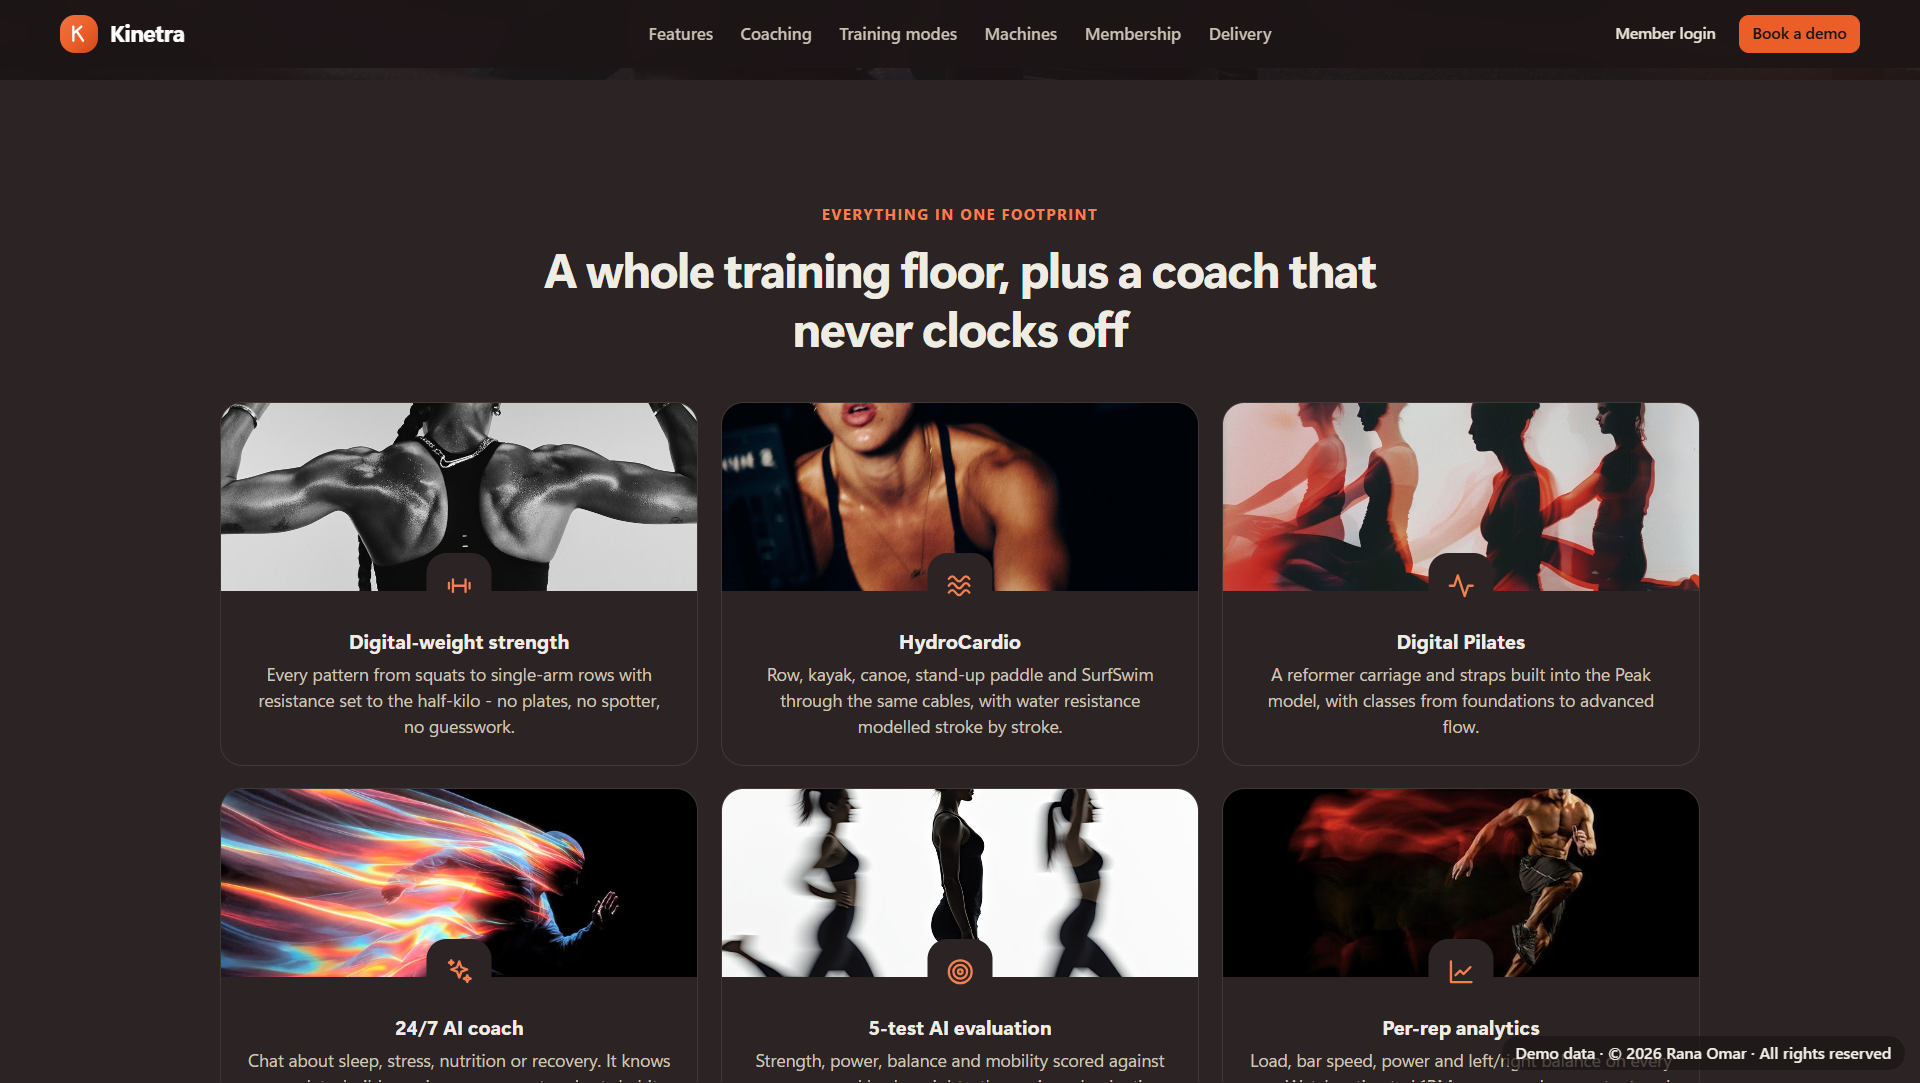 Kinetra
Features
Coaching
Training modes
Machines
Membership
Delivery
Member login
Book a demo
EVERYTHING IN ONE FOOTPRINT
A whole training floor, plus a coach that
never clocks off
Digital-weight strength
Every pattern from squats to single-arm rows with
resistance set to the half-kilo - no plates, no spotter,
no guesswork.
HydroCardio
Row, kayak, canoe, stand-up paddle and SurfSwim
through the same cables, with water resistance
modelled stroke by stroke.
Digital Pilates
A reformer carriage and straps built into the Peak
model, with classes from foundations to advanced
flow.
24/7 AI coach
Chat about sleep, stress, nutrition or recovery. It knows
5-test AI evaluation
Strength, power, balance and mobility scored against
Per-rep analytics
Load, bar speed, power and left/right balance on every
Demo data · © 2026 Rana Omar · All rights reserved